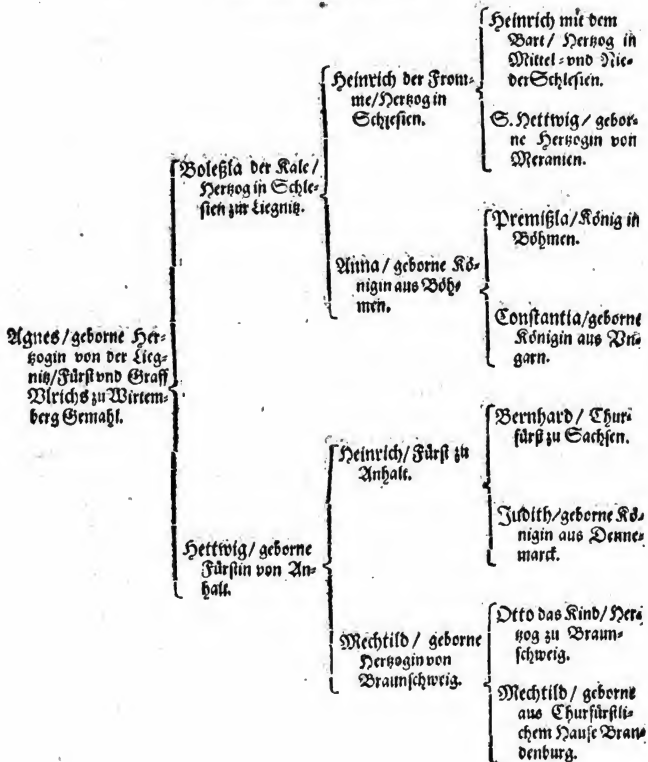 Heinrich mit dem
Bart/ Hertzog in
Mittel-vnd Nie-
derSchlesien.
Heinrich der From-
me/Hertzog in
Schlesien.
S. Hettwig/ gebor-
ne Hertzogin von
Meranien.
Boleßla der Kale/
Hertzog in Schle-
sien zur Liegnitz.
Premißla/König in
Böhmen.
Anna/ geborne Kö-
nigin aus Böh-
men.
Constantia/geborne
Königin aus Vn-
garn.
Agnes/geborne Her-
tzogin von der Lieg-
nitz/Fürst vnd Graff
Vlrichs zu Wirtem-
berg Gemahl.
Bernhard/ Chur-
fürst zu Sachsen.
Heinrich/ Fürst zu
Anhalt.
Judith/geborne Kö-
nigin aus Denne-
marck.
Hettwig/ geborne
Fürstin von An-
halt.
Otto das Kind/ Her-
tzog zu Braun-
schweig.
Mechtild/ geborne
Hertzogin von
Braunschweig.
Mechtild/ geborne
aus Churfürstli-
chem Hause Bran-
denburg.